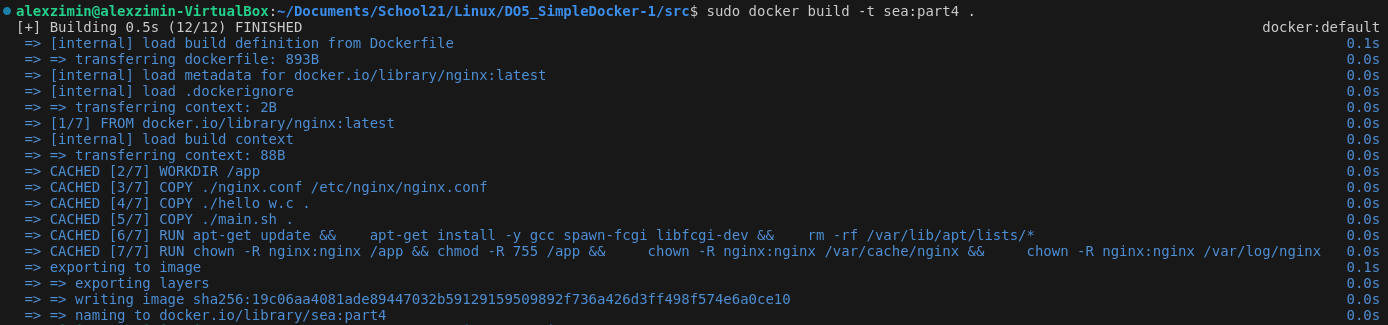 alexzimin@alexzimin-VirtualBox:~/Documents/School21/Linux/DO5_SimpleDocker-1/src$ sudo docker build -t sea:part4 .
[+] Building 0.5s (12/12) FINISHED docker:default
=> [internal] load build definition from Dockerfile 0.1s
=> => transferring dockerfile: 893B 0.0s
=> [internal] load metadata for docker.io/library/nginx:latest 0.0s
=> [internal] load .dockerignore 0.0s
=> => transferring context: 2B 0.0s
=> [1/7] FROM docker.io/library/nginx:latest 0.0s
=> [internal] load build context 0.0s
=> => transferring context: 88B 0.0s
=> CACHED [2/7] WORKDIR /app 0.0s
=> CACHED [3/7] COPY ./nginx.conf /etc/nginx/nginx.conf 0.0s
=> CACHED [4/7] COPY ./hello w.c . 0.0s
=> CACHED [5/7] COPY ./main.sh . 0.0s
=> CACHED [6/7] RUN apt-get update && apt-get install -y gcc spawn-fcgi libfcgi-dev && rm -rf /var/lib/apt/lists/* 0.0s
=> CACHED [7/7] RUN chown -R nginx:nginx /app && chmod -R 755 /app && chown -R nginx:nginx /var/cache/nginx && chown -R nginx:nginx /var/log/nginx 0.0s
=> exporting to image 0.1s
=> => exporting layers 0.0s
=> => writing image sha256:19c06aa4081ade89447032b59129159509892f736a426d3ff498f574e6a0ce10 0.0s
=> => naming to docker.io/library/sea:part4 0.0s